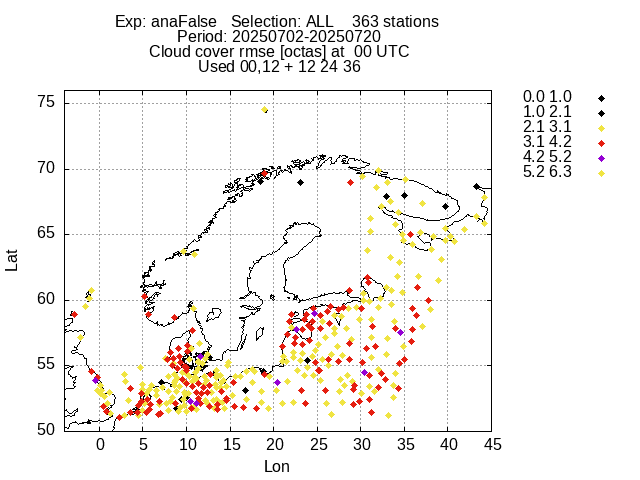 Exp: anaFalse   Selection: ALL    363 stations
Period: 20250702-20250720
Cloud cover rmse [octas] at  00 UTC
Used 00,12 + 12 24 36
0.0 1.0
1.0 2.1
2.1 3.1
3.1 4.2
4.2 5.2
5.2 6.3
75
70
65
60
55
50
Lat
0 5 10 15 20 25 30 35 40 45
Lon